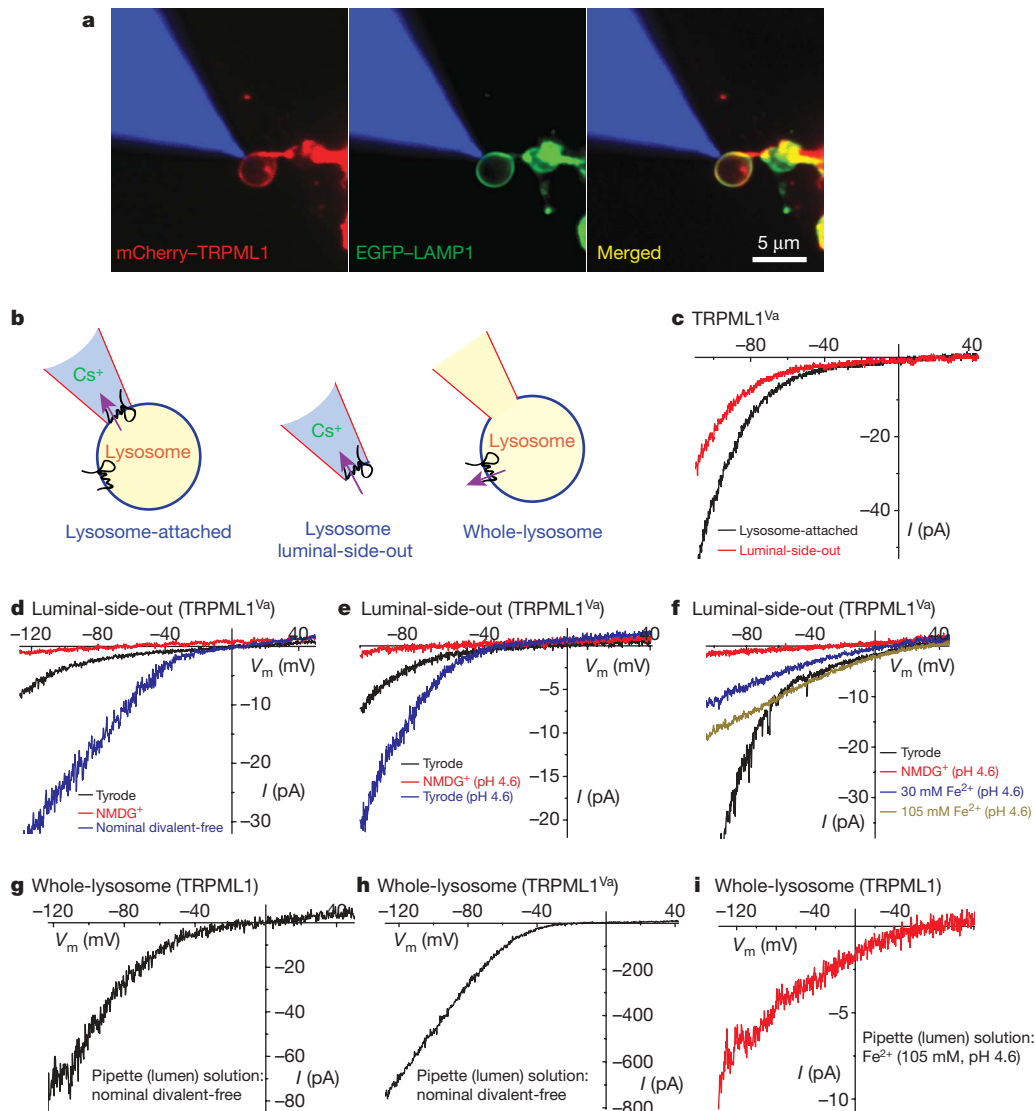 a
mCherry–TRPML1
EGFP–LAMP1
Merged
5 μm
b
Cs+
Lysosome
Lysosome-attached
Cs+
Lysosome
luminal-side-out
Lysosome
Whole-lysosome
c TRPML1Va
–80 –40 0 40
–20
–40
I (pA)
Lysosome-attached
Luminal-side-out
d Luminal-side-out (TRPML1Va)
–120 –80 –40 0 40
Vm (mV)
–10
–20
I (pA)
–30
Tyrode
NMDG+
Nominal divalent-free
e Luminal-side-out (TRPML1Va)
–80 –40 0 40
Vm (mV)
–5
–10
–15
I (pA)
–20
Tyrode
NMDG+ (pH 4.6)
Tyrode (pH 4.6)
f Luminal-side-out (TRPML1Va)
–80 –40 0 40
Vm (mV)
–10
–20
–30
I (pA)
Tyrode
NMDG+ (pH 4.6)
30 mM Fe2+ (pH 4.6)
105 mM Fe2+ (pH 4.6)
g Whole-lysosome (TRPML1)
–120 –80 –40 0 40
Vm (mV)
–20
–40
–60
–80
I (pA)
Pipette (lumen) solution:
nominal divalent-free
h Whole-lysosome (TRPML1Va)
–120 –80 –40 0 40
Vm (mV)
–200
–400
–600
–800
I (pA)
Pipette (lumen) solution:
nominal divalent-free
i Whole-lysosome (TRPML1)
–120 –80 –40 0 40
Vm (mV)
–5
–10
I (pA)
Pipette (lumen) solution:
Fe2+ (105 mM, pH 4.6)